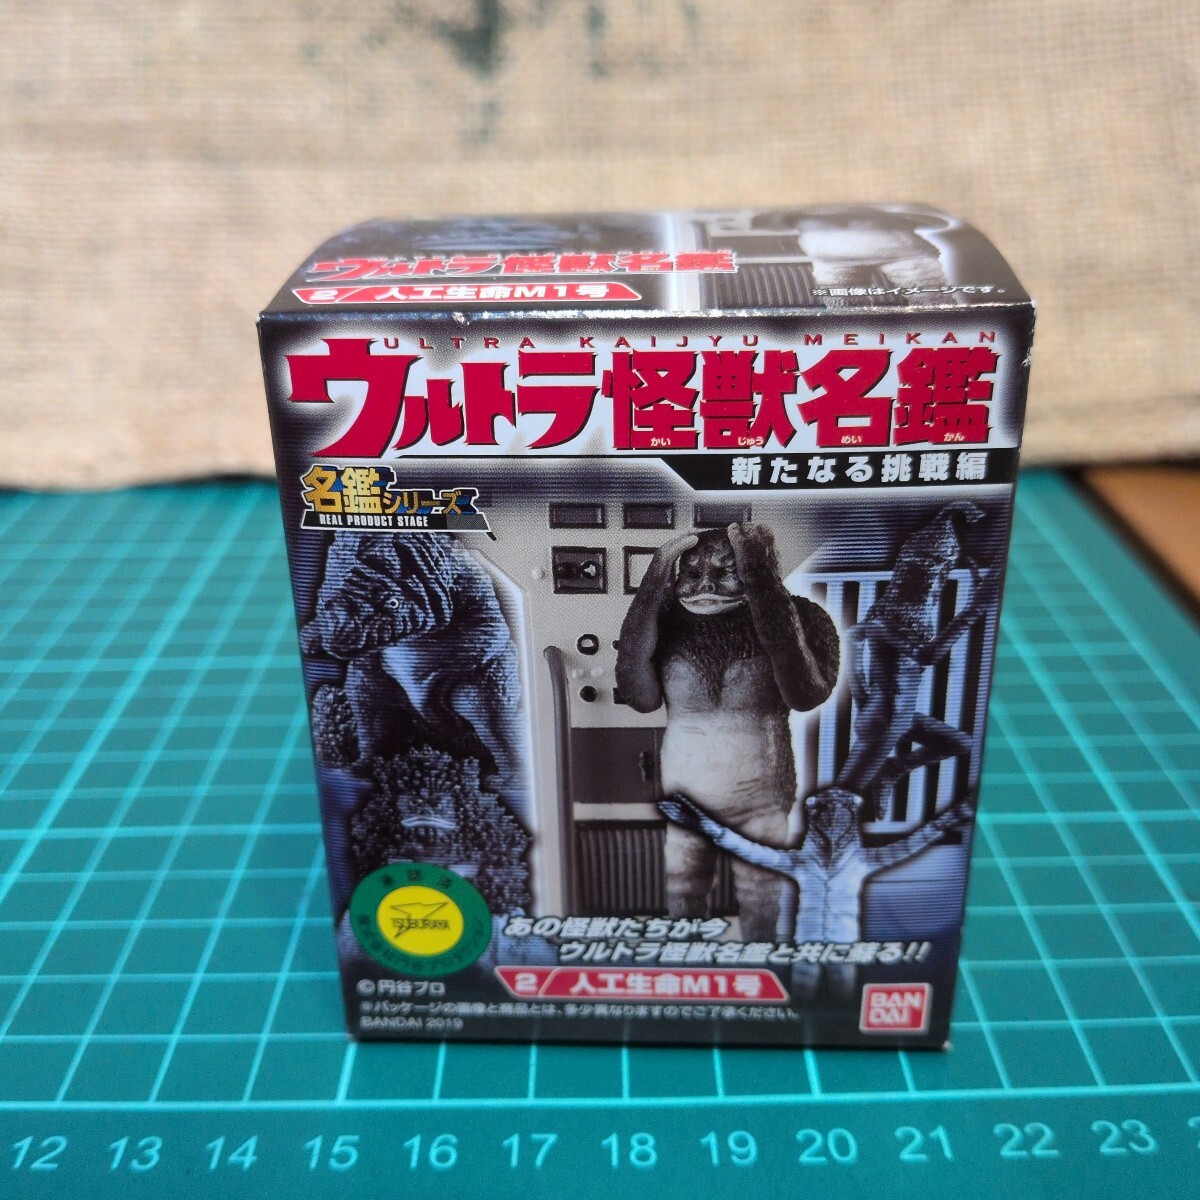 ウルトラ怪獣名鑑
2 人工生命M1号
※画像はイメージです。
ULTRA KAIJYU MEIKAN
ウルトラ怪獣名鑑
かい じゅう めい かん
新たなる挑戦編
名鑑シリーズ
REAL PRODUCT STAGE
承認済
TSUBURAYA
あの怪獣たちが今
ウルトラ怪獣名鑑と共に蘇る!!
2 人工生命M1号
©円谷プロ
※パッケージの画像と商品とは、多少異なりますのでご了承ください。
BANDAI 2019
BAN
DAI
12 13 14 15 16 17 18 19 20 21 22 23